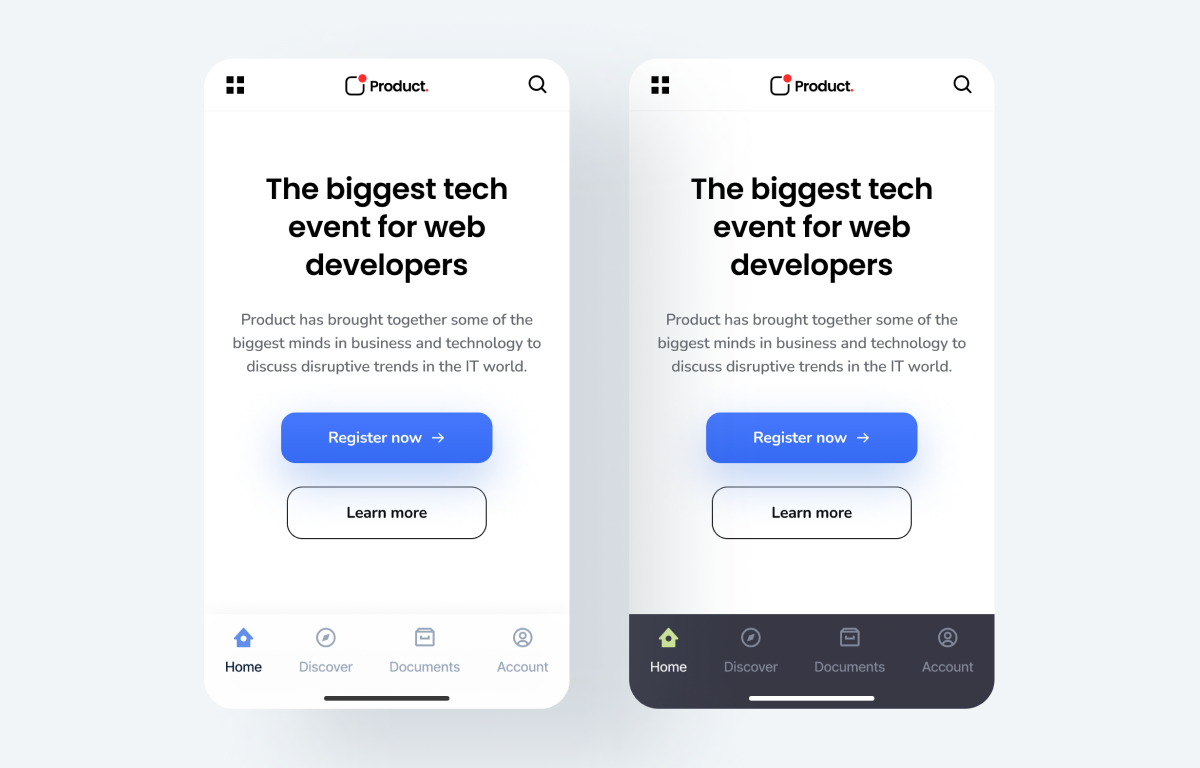 Product.
The biggest tech
event for web
developers
Product has brought together some of the
biggest minds in business and technology to
discuss disruptive trends in the IT world.
Register now →
Learn more
Home Discover Documents Account
Product.
The biggest tech
event for web
developers
Product has brought together some of the
biggest minds in business and technology to
discuss disruptive trends in the IT world.
Register now →
Learn more
Home Discover Documents Account